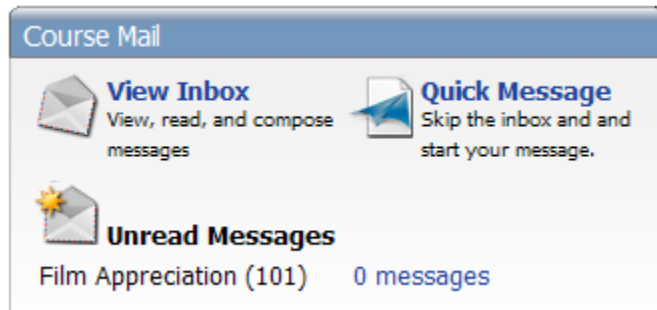 Course Mail
View Inbox
View, read, and compose
messages
Quick Message
Skip the inbox and and
start your message.
Unread Messages
Film Appreciation (101) 0 messages